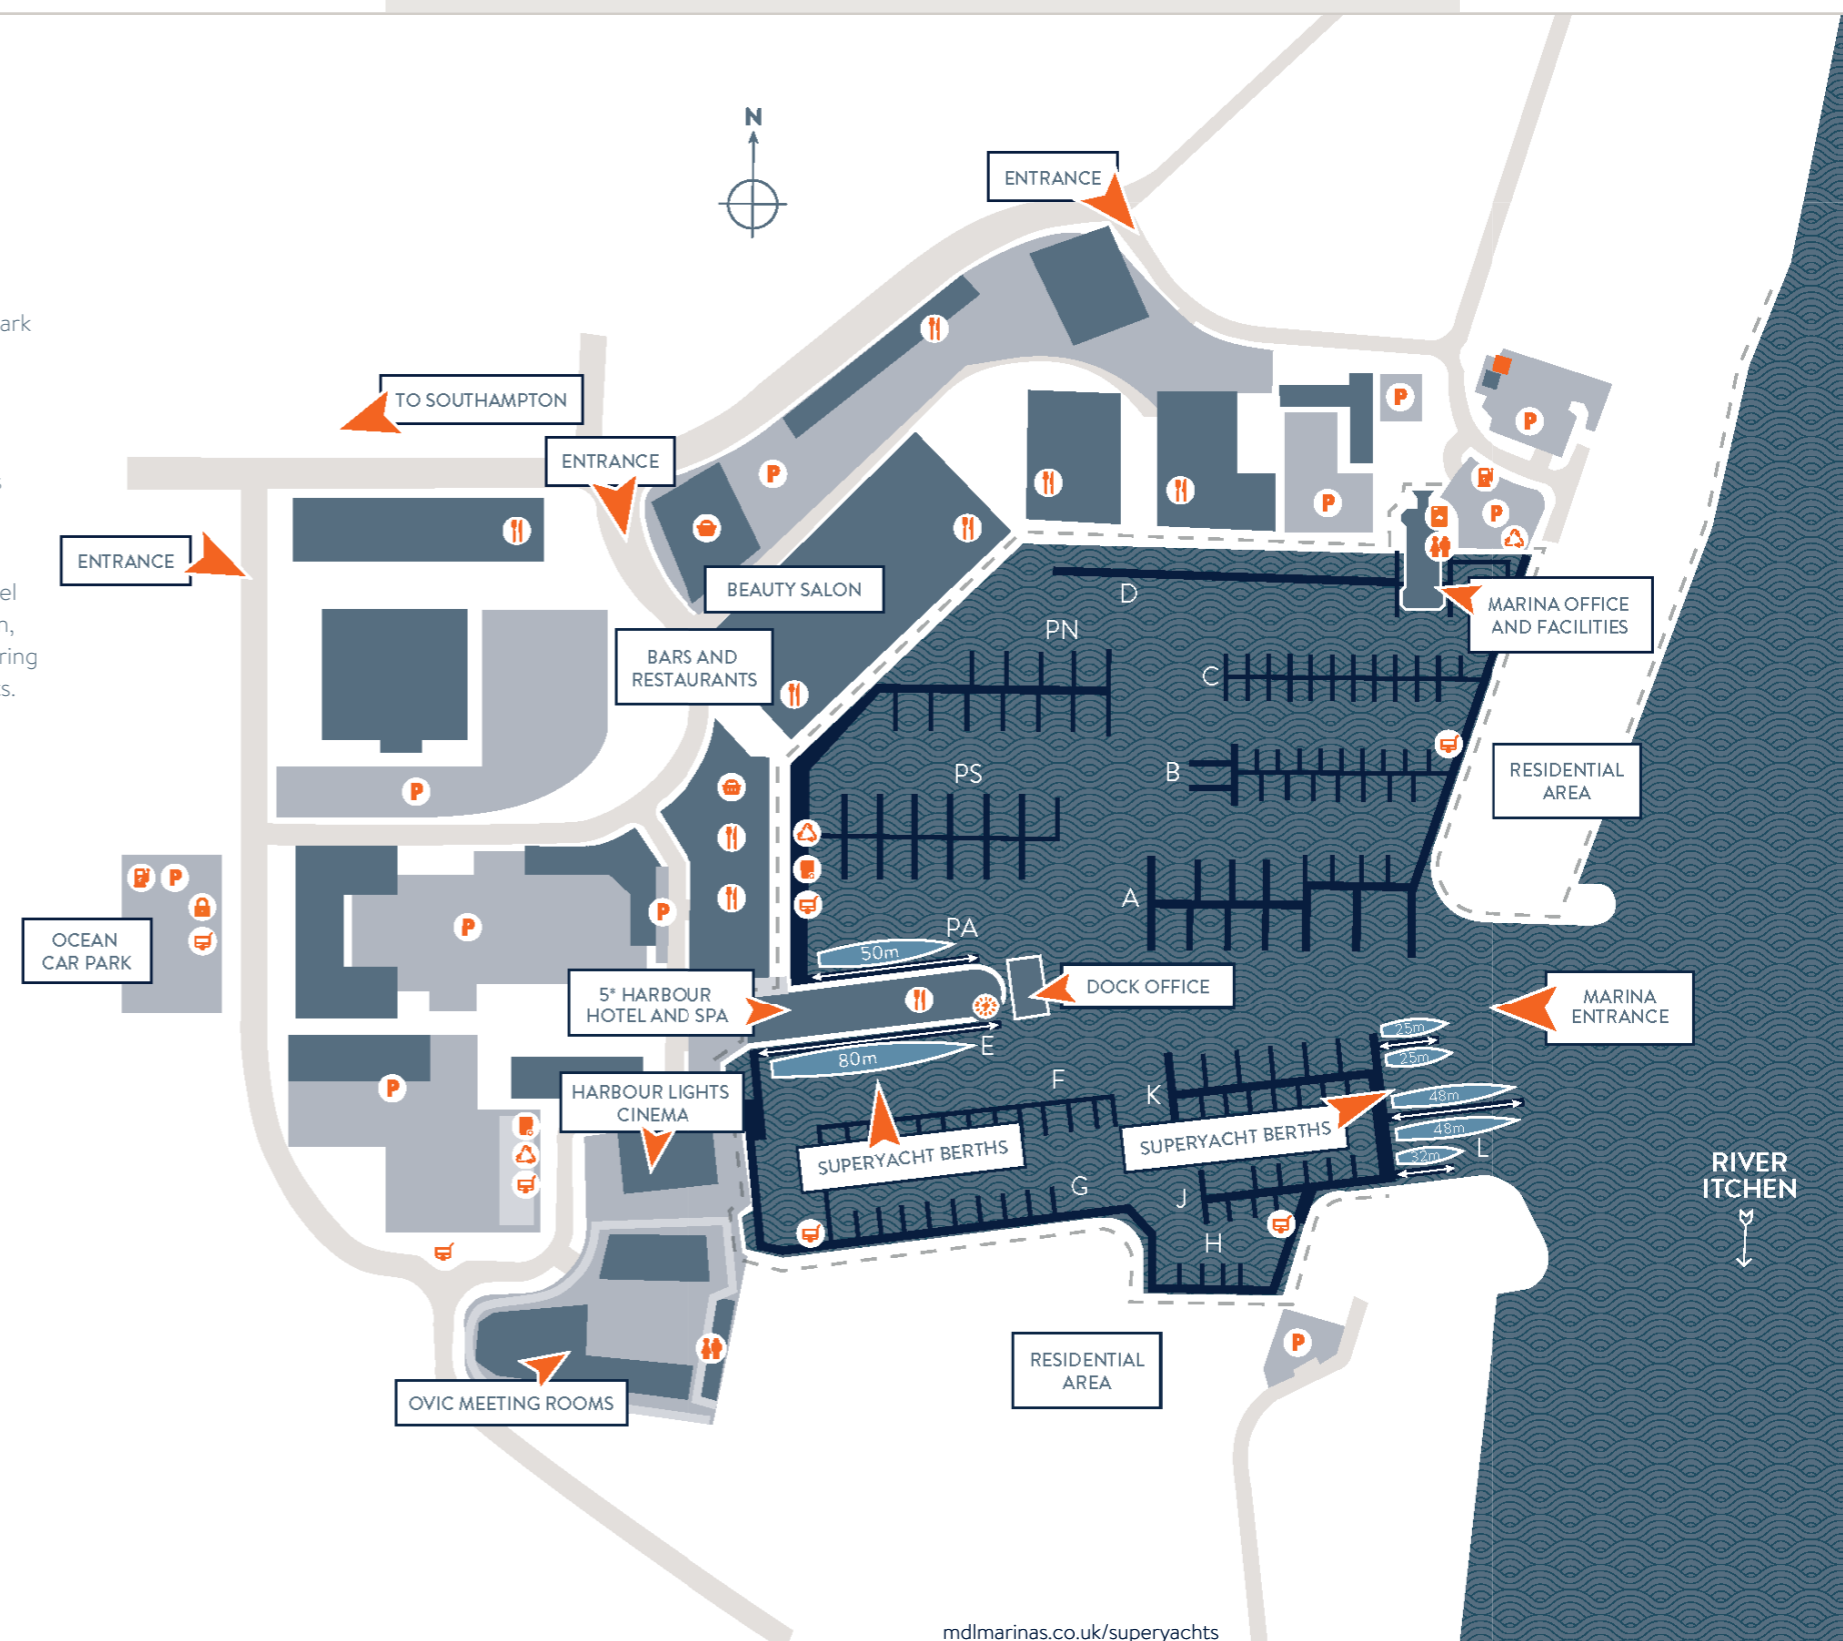 N
ENTRANCE
ark
TO SOUTHAMPTON
P
P
ENTRANCE
P
s
P
P
ENTRANCE
el
BEAUTY SALON
D
MARINA OFFICE
AND FACILITIES
n,
PN
ring
BARS AND
RESTAURANTS
C
s.
RESIDENTIAL
AREA
B
PS
P
P
A
P
P
PA
OCEAN
CAR PARK
50m
5* HARBOUR
HOTEL AND SPA
DOCK OFFICE
MARINA
ENTRANCE
25m
E
80m
25m
F
P
K
48m
HARBOUR LIGHTS
CINEMA
SUPERYACHT BERTHS
48m
SUPERYACHT BERTHS
32m
L
RIVER
ITCHEN
G
J
H
P
RESIDENTIAL
AREA
OVIC MEETING ROOMS
mdlmarinas.co.uk/superyachts